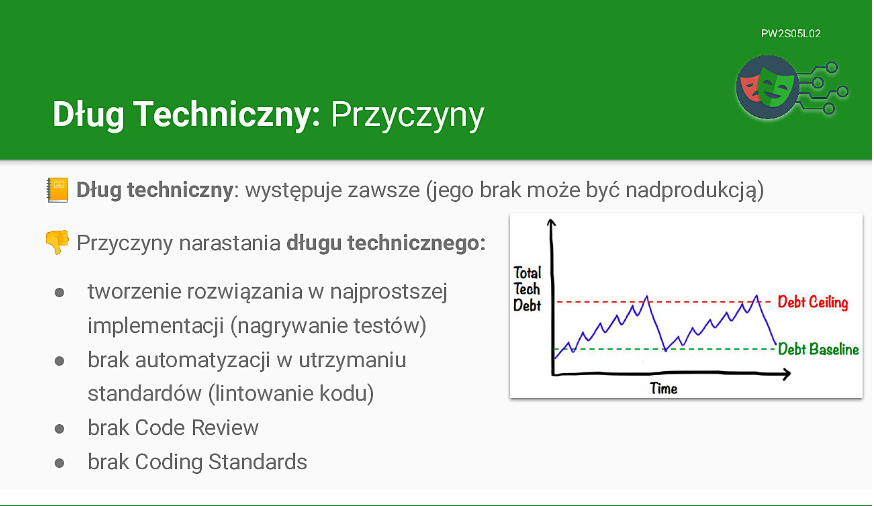 PW2S05L02
Dług Techniczny: Przyczyny
Dług techniczny: występuje zawsze (jego brak może być nadprodukcją)
Przyczyny narastania długu technicznego:
● tworzenie rozwiązania w najprostszej
implementacji (nagrywanie testów)
● brak automatyzacji w utrzymaniu
standardów (lintowanie kodu)
● brak Code Review
● brak Coding Standards
Total
Tech
Debt
Debt Ceiling
Debt Baseline
Time